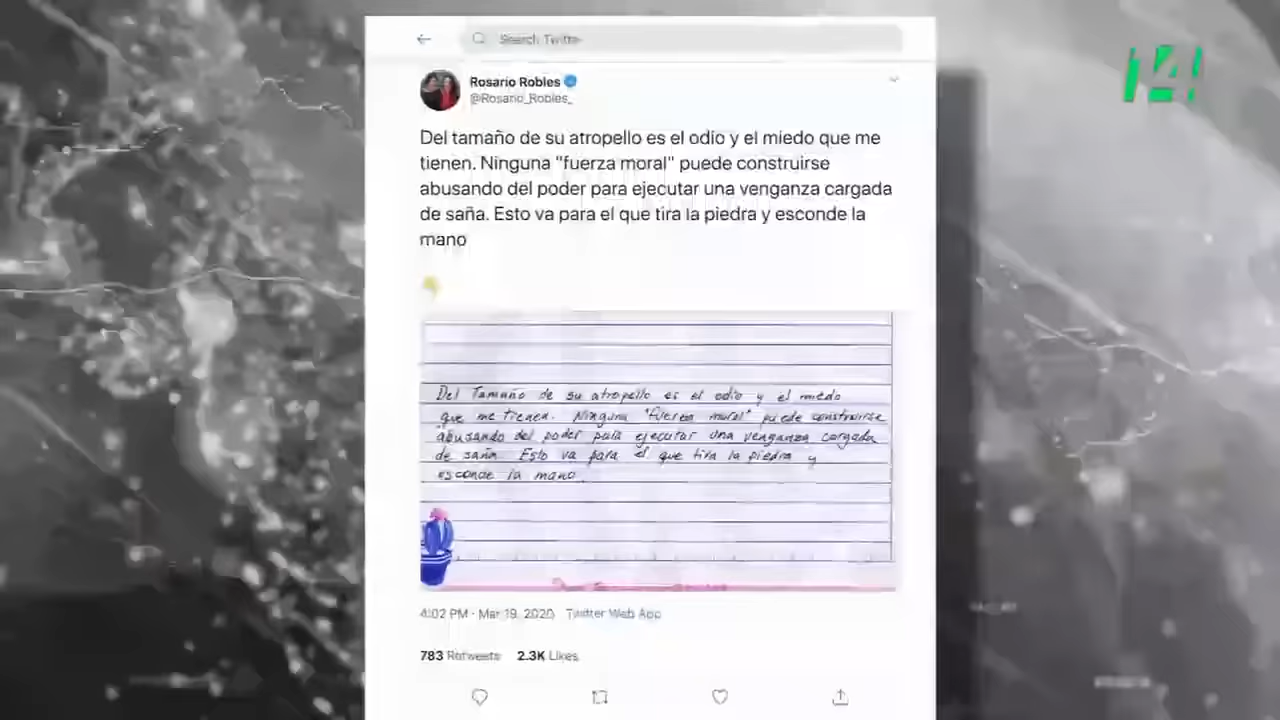 14
Search Twitter
Rosario Robles
@Rosario_Robles_
Del tamaño de su atropello es el odio y el miedo que me
tienen. Ninguna "fuerza moral" puede construirse
abusando del poder para ejecutar una venganza cargada
de saña. Esto va para el que tira la piedra y esconde la
mano
Del Tamaño de su atropello es el odio y el miedo
que me tienen. Ninguna "fuerza moral" puede construirse
abusando del poder para ejecutar una venganza cargada
de saña. Esto va para el que tira la piedra y
esconde la mano.
4:02 PM · Mar 19, 2020 Twitter Web App
783 Retweets 2.3K Likes